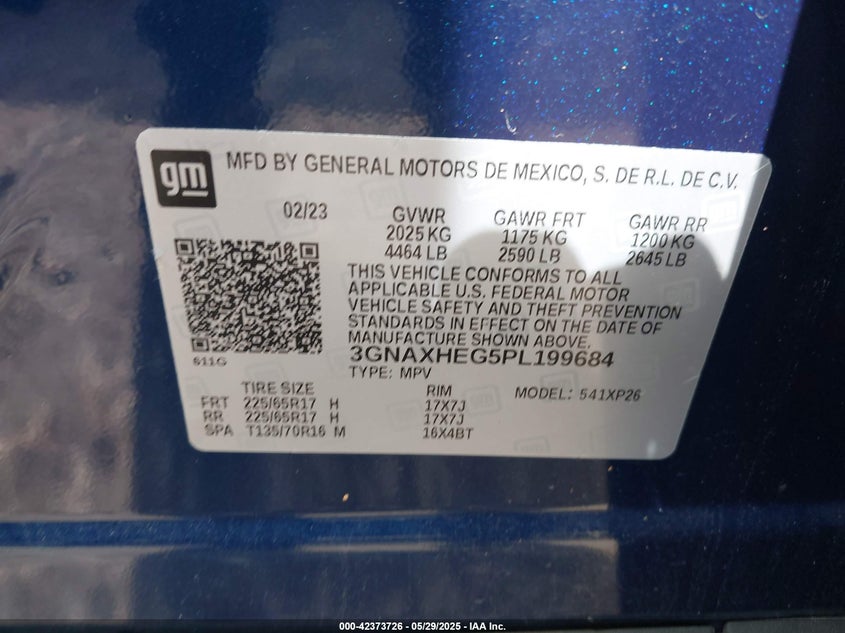 gm
MFD BY GENERAL MOTORS DE MEXICO, S. DE R.L. DE C.V.
02/23 GVWR GAWR FRT GAWR RR
2025 KG 1175 KG 1200 KG
4464 LB 2590 LB 2645 LB
THIS VEHICLE CONFORMS TO ALL
APPLICABLE U.S. FEDERAL MOTOR
VEHICLE SAFETY AND THEFT PREVENTION
STANDARDS IN EFFECT ON THE DATE OF
MANUFACTURE SHOWN ABOVE.
611G
3GNAXHEG5PL199684
TYPE: MPV
TIRE SIZE RIM MODEL: 541XP26
FRT 225/65R17 H 17X7J
RR 225/65R17 H 17X7J
SPA T135/70R16 M 16X4BT
000-42373726 - 05/29/2025 - IAA Inc.